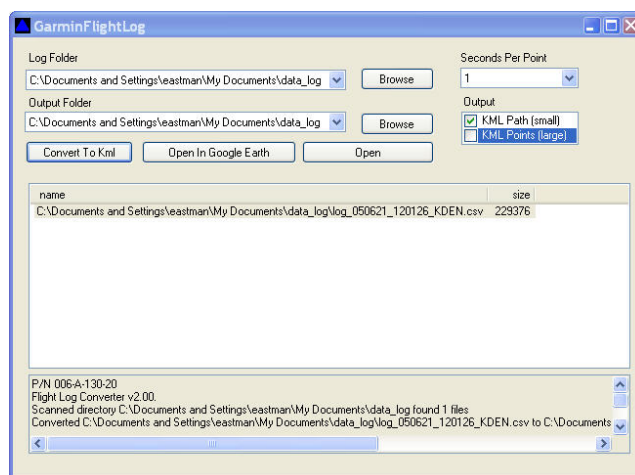 GarminFlightLog
Log Folder
Seconds Per Point
C:\Documents and Settings\eastman\My Documents\data_log
Browse
1
Output Folder
Output
C:\Documents and Settings\eastman\My Documents\data_log
Browse
KML Path (small)
KML Points (large)
Convert To Kml
Open In Google Earth
Open
name size
C:\Documents and Settings\eastman\My Documents\data_log\log_050621_120126_KDEN.csv 229376
P/N 006-A-130-20
Flight Log Converter v2.00.
Scanned directory C:\Documents and Settings\eastman\My Documents\data_log found 1 files
Converted C:\Documents and Settings\eastman\My Documents\data_log\log_050621_120126_KDEN.csv to C:\Documents